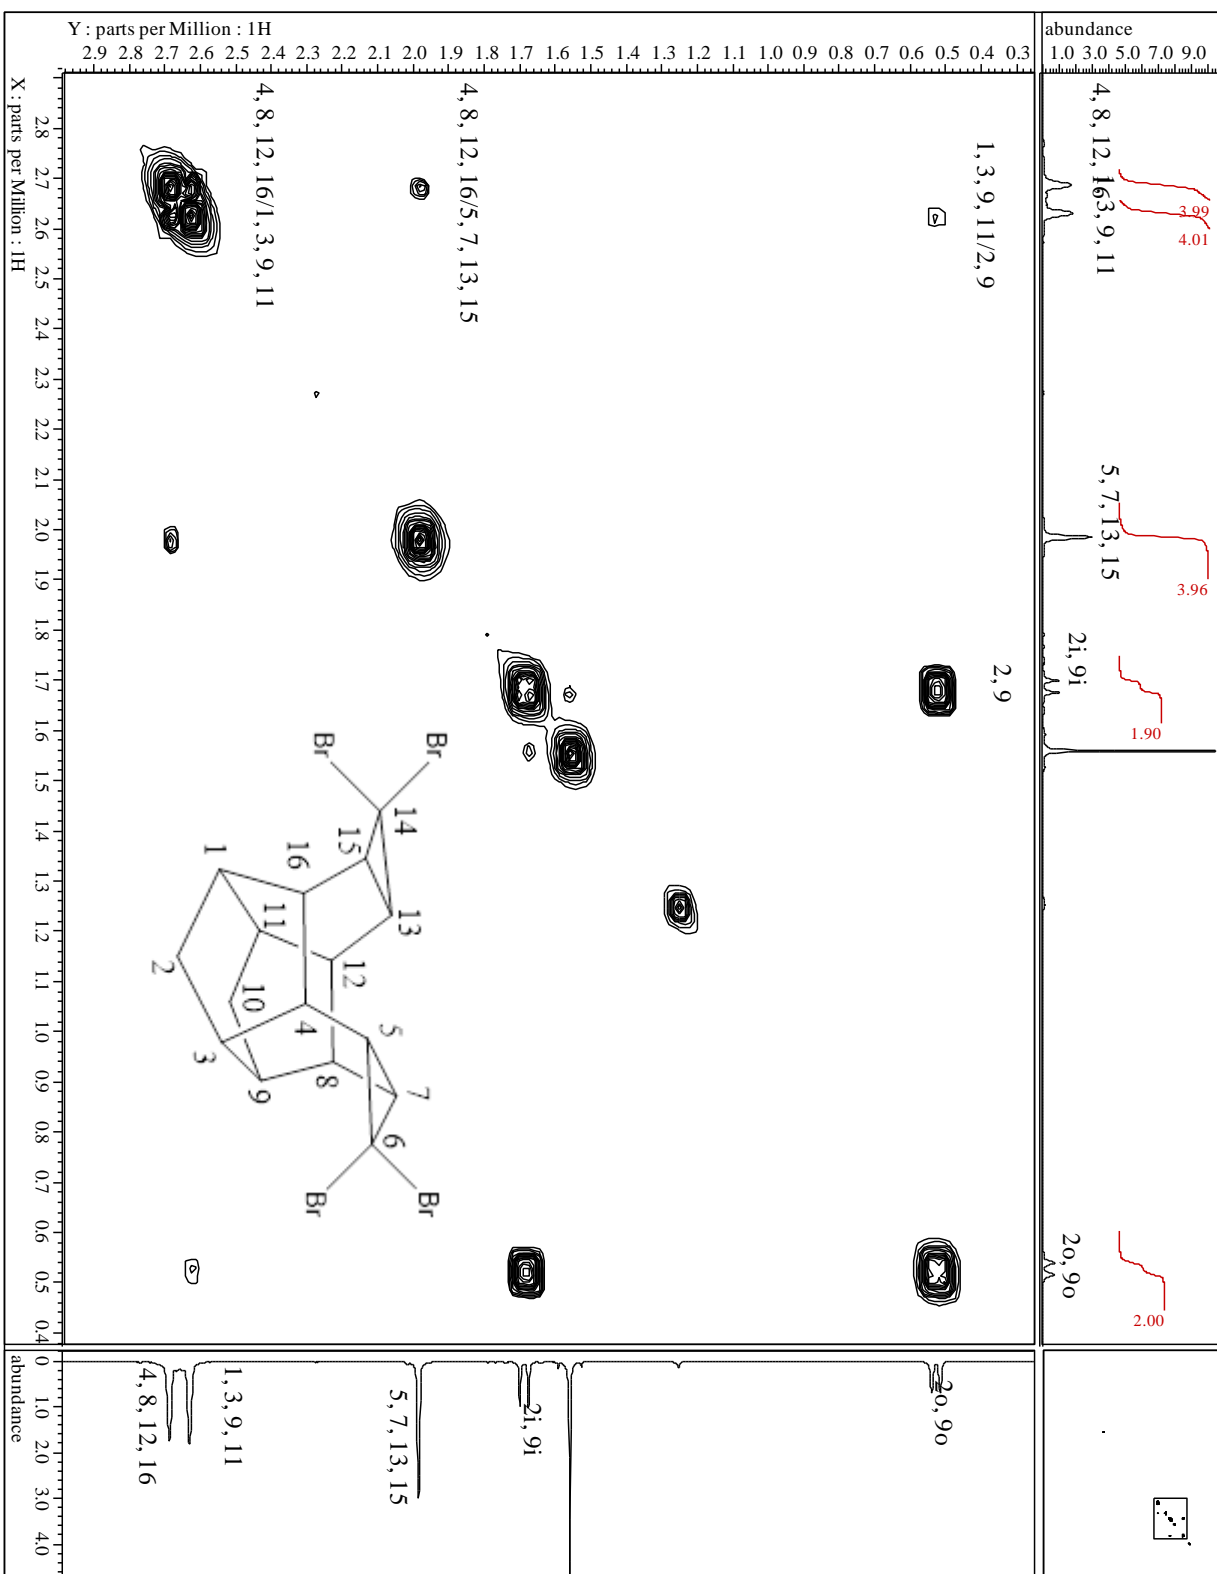 Y : parts per Million : 1H
2.9 2.8 2.7 2.6 2.5 2.4 2.3 2.2 2.1 2.0 1.9 1.8 1.7 1.6 1.5 1.4 1.3 1.2 1.1 1.0 0.9 0.8 0.7 0.6 0.5 0.4 0.3
abundance
1.0 3.0 5.0 7.0 9.0
X : parts per Million : 1H
2.8 2.7 2.6 2.5 2.4 2.3 2.2 2.1 2.0 1.9 1.8 1.7 1.6 1.5 1.4 1.3 1.2 1.1 1.0 0.9 0.8 0.7 0.6 0.5 0.4
4, 8, 12, 16/1, 3, 9, 11
4, 8, 12, 16/5, 7, 13, 15
1, 3, 9, 11/2, 9
2, 9
4, 8, 12, 16
1, 3, 9, 11
5, 7, 13, 15
2i, 9i
2o, 9o
3.99
4.01
3.96
1.90
2.00
Br
Br
14
15
16
1
13
11
12
2
10
4
5
3
9
8
7
6
Br
Br
abundance
0 1.0 2.0 3.0 4.0
4, 8, 12, 16
1, 3, 9, 11
5, 7, 13, 15
2i, 9i
2o, 9o